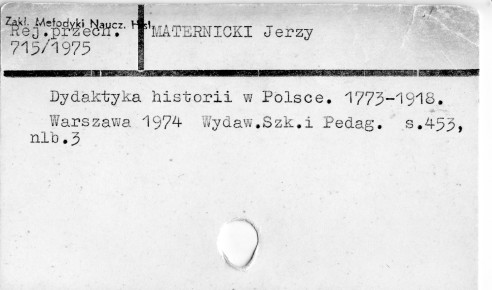 Zakł. Metodyki Naucz. Hist.
Rej.przech.
715/1975
MATERNICKI Jerzy
Dydaktyka historii w Polsce. 1773-1918.
Warszawa 1974 Wydaw.Szk.i Pedag. s.453,
nlb.3